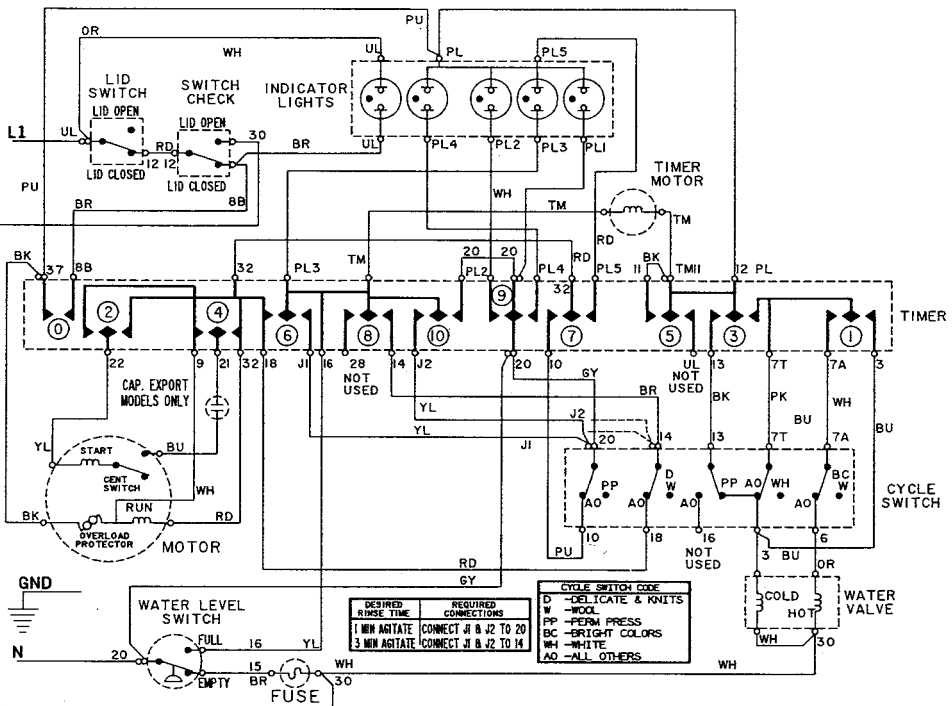 OR
PU
PL
WH
UL
PL5
LID SWITCH
SWITCH CHECK
INDICATOR LIGHTS
LID OPEN
LID OPEN
L1
UL
30
RD
12 12
BR
UL
PL4
PL2
PL3
PL1
LID CLOSED
LID CLOSED
TIMER MOTOR
PU
BR
8B
WH
TM
TM
RD
BK
37
8B
32
PL3
TM
20
20
PL2
PL4
RD
PL5
11
BK
TM11
12 PL
32
0
2
4
6
8
10
9
7
5
3
1
TIMER
22
9
21
32
18
J1
16
28
NOT USED
14
J2
20
10
UL
NOT USED
13
7T
7A
3
CAP. EXPORT MODELS ONLY
GY
BR
BK
PK
WH
BU
BU
YL
YL
J2
J1
20
14
13
7T
7A
YL
START
BU
CENT SWITCH
WH
RUN
BK
RD
OVERLOAD PROTECTOR
MOTOR
PP
AO
D
W
AO
AO
PP
AO
WH
AO
BC
W
CYCLE SWITCH
PU
10
18
16
NOT USED
3
BU
6
OR
RD
GY
GND
COLD
HOT
WATER VALVE
WH
30
WATER LEVEL SWITCH
FULL
16
YL
N
20
EMPTY
15
BR
FUSE
WH
30
WH
DESIRED RINSE TIME
REQUIRED CONNECTIONS
1 MIN AGITATE CONNECT J1 & J2 TO 20
3 MIN AGITATE CONNECT J1 & J2 TO 14
CYCLE SWITCH CODE
D -DELICATE & KNITS
W -WOOL
PP -PERM PRESS
BC -BRIGHT COLORS
WH -WHITE
AO -ALL OTHERS